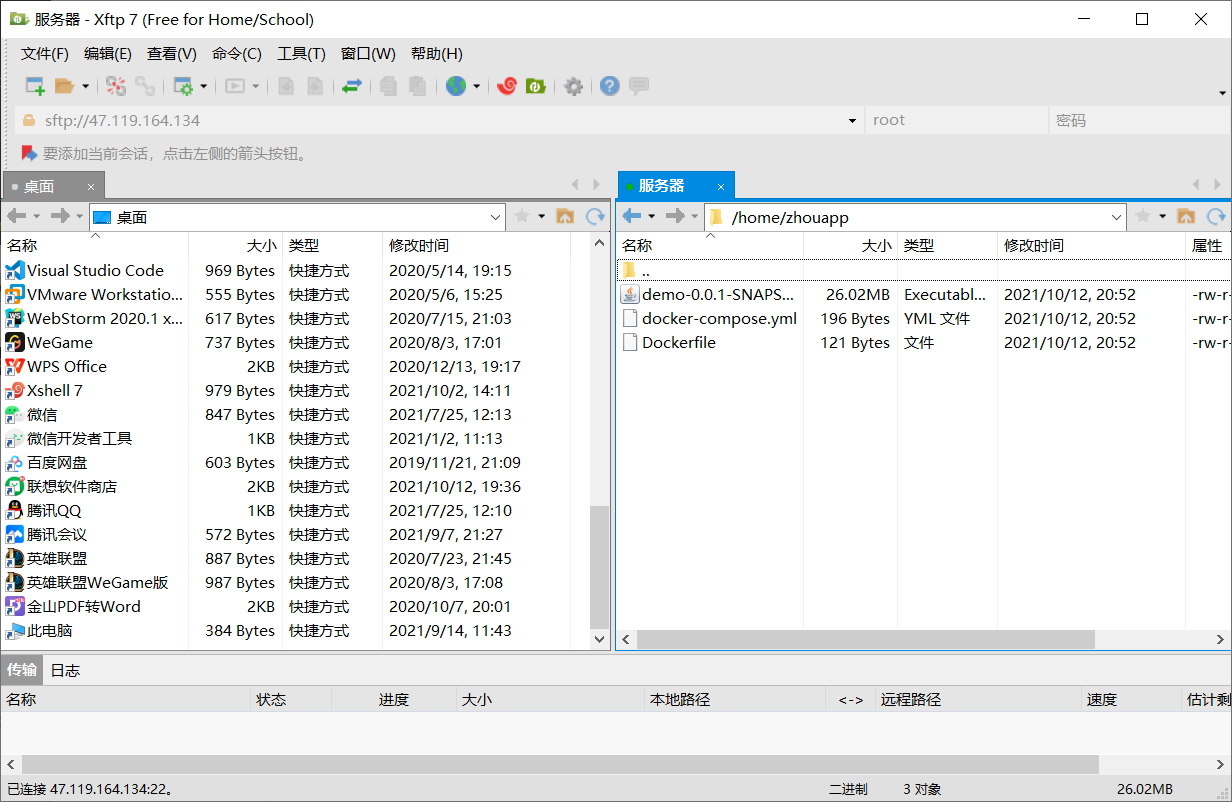 服务器 - Xftp 7 (Free for Home/School)
文件(F) 编辑(E) 查看(V) 命令(C) 工具(T) 窗口(W) 帮助(H)
sftp://47.119.164.134 root 密码
要添加当前会话，点击左侧的箭头按钮。
桌面 × 服务器 ×
桌面 /home/zhouapp
名称 大小 类型 修改时间 名称 大小 类型 修改时间 属性
Visual Studio Code 969 Bytes 快捷方式 2020/5/14, 19:15 ..
VMware Workstatio... 555 Bytes 快捷方式 2020/5/6, 15:25 demo-0.0.1-SNAPS... 26.02MB Executabl... 2021/10/12, 20:52 -rw-r-
WebStorm 2020.1 x... 617 Bytes 快捷方式 2020/7/15, 21:03 docker-compose.yml 196 Bytes YML 文件 2021/10/12, 20:52 -rw-r-
WeGame 737 Bytes 快捷方式 2020/8/3, 17:01 Dockerfile 121 Bytes 文件 2021/10/12, 20:52 -rw-r-
WPS Office 2KB 快捷方式 2020/12/13, 19:17
Xshell 7 979 Bytes 快捷方式 2021/10/2, 14:11
微信 847 Bytes 快捷方式 2021/7/25, 12:13
微信开发者工具 1KB 快捷方式 2021/1/2, 11:13
百度网盘 603 Bytes 快捷方式 2019/11/21, 21:09
联想软件商店 2KB 快捷方式 2021/10/12, 19:36
腾讯QQ 1KB 快捷方式 2021/7/25, 12:10
腾讯会议 572 Bytes 快捷方式 2021/9/7, 21:27
英雄联盟 887 Bytes 快捷方式 2020/7/23, 21:45
英雄联盟WeGame版 987 Bytes 快捷方式 2020/8/3, 17:08
金山PDF转Word 2KB 快捷方式 2020/10/7, 20:01
此电脑 384 Bytes 快捷方式 2021/9/14, 11:43
传输 日志
名称 状态 进度 大小 本地路径 <-> 远程路径 速度 估计剩
已连接 47.119.164.134:22。 二进制 3 对象 26.02MB